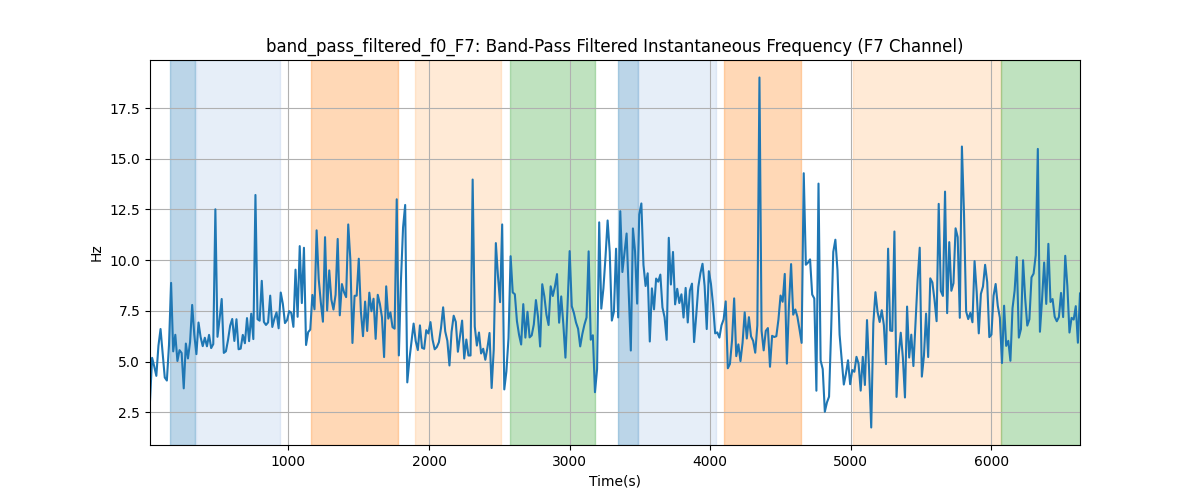 band_pass_filtered_f0_F7: Band-Pass Filtered Instantaneous Frequency (F7 Channel)
17.5
15.0
12.5
10.0
7.5
5.0
2.5
Hz
1000 2000 3000 4000 5000 6000
Time(s)